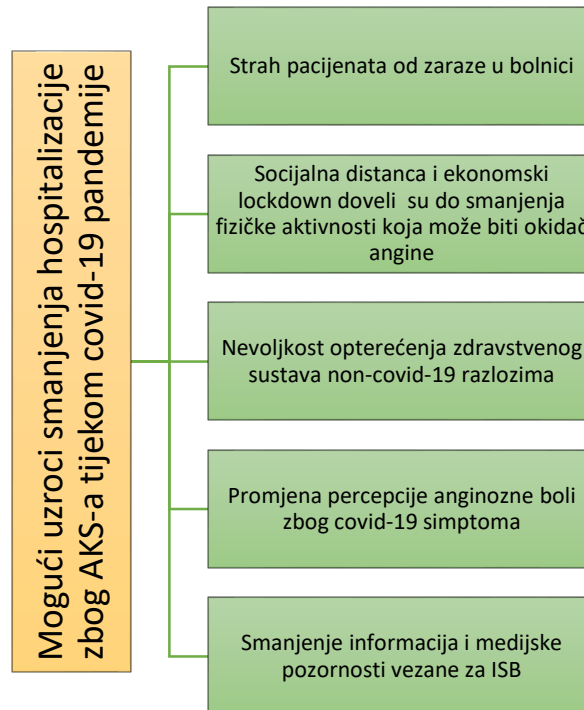 Mogući uzroci smanjenja hospitalizacije
zbog AKS-a tijekom covid-19 pandemije
Strah pacijenata od zaraze u bolnici
Socijalna distanca i ekonomski
lockdown doveli su do smanjenja
fizičke aktivnosti koja može biti okidač
angine
Nevoljkost opterećenja zdravstvenog
sustava non-covid-19 razlozima
Promjena percepcije anginozne boli
zbog covid-19 simptoma
Smanjenje informacija i medijske
pozornosti vezane za ISB